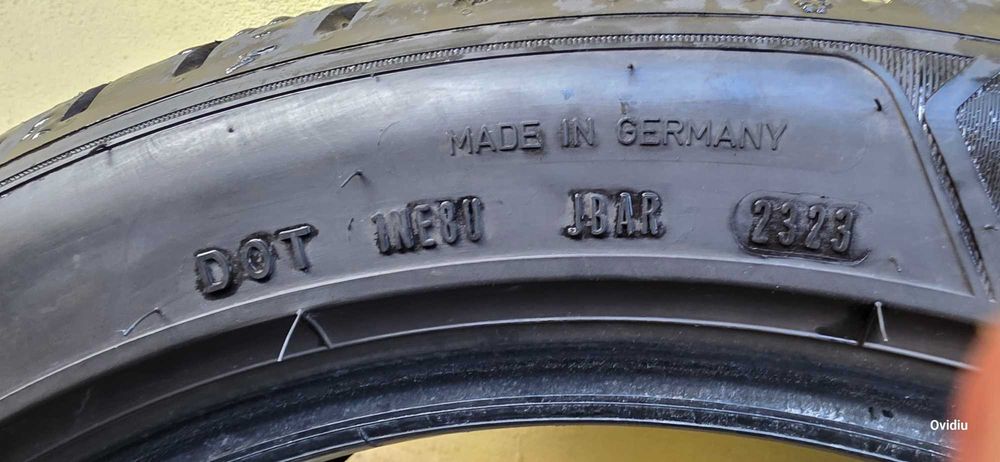 MADE IN GERMANY
DOT 1NE8U JBAR 2323
Ovidiu